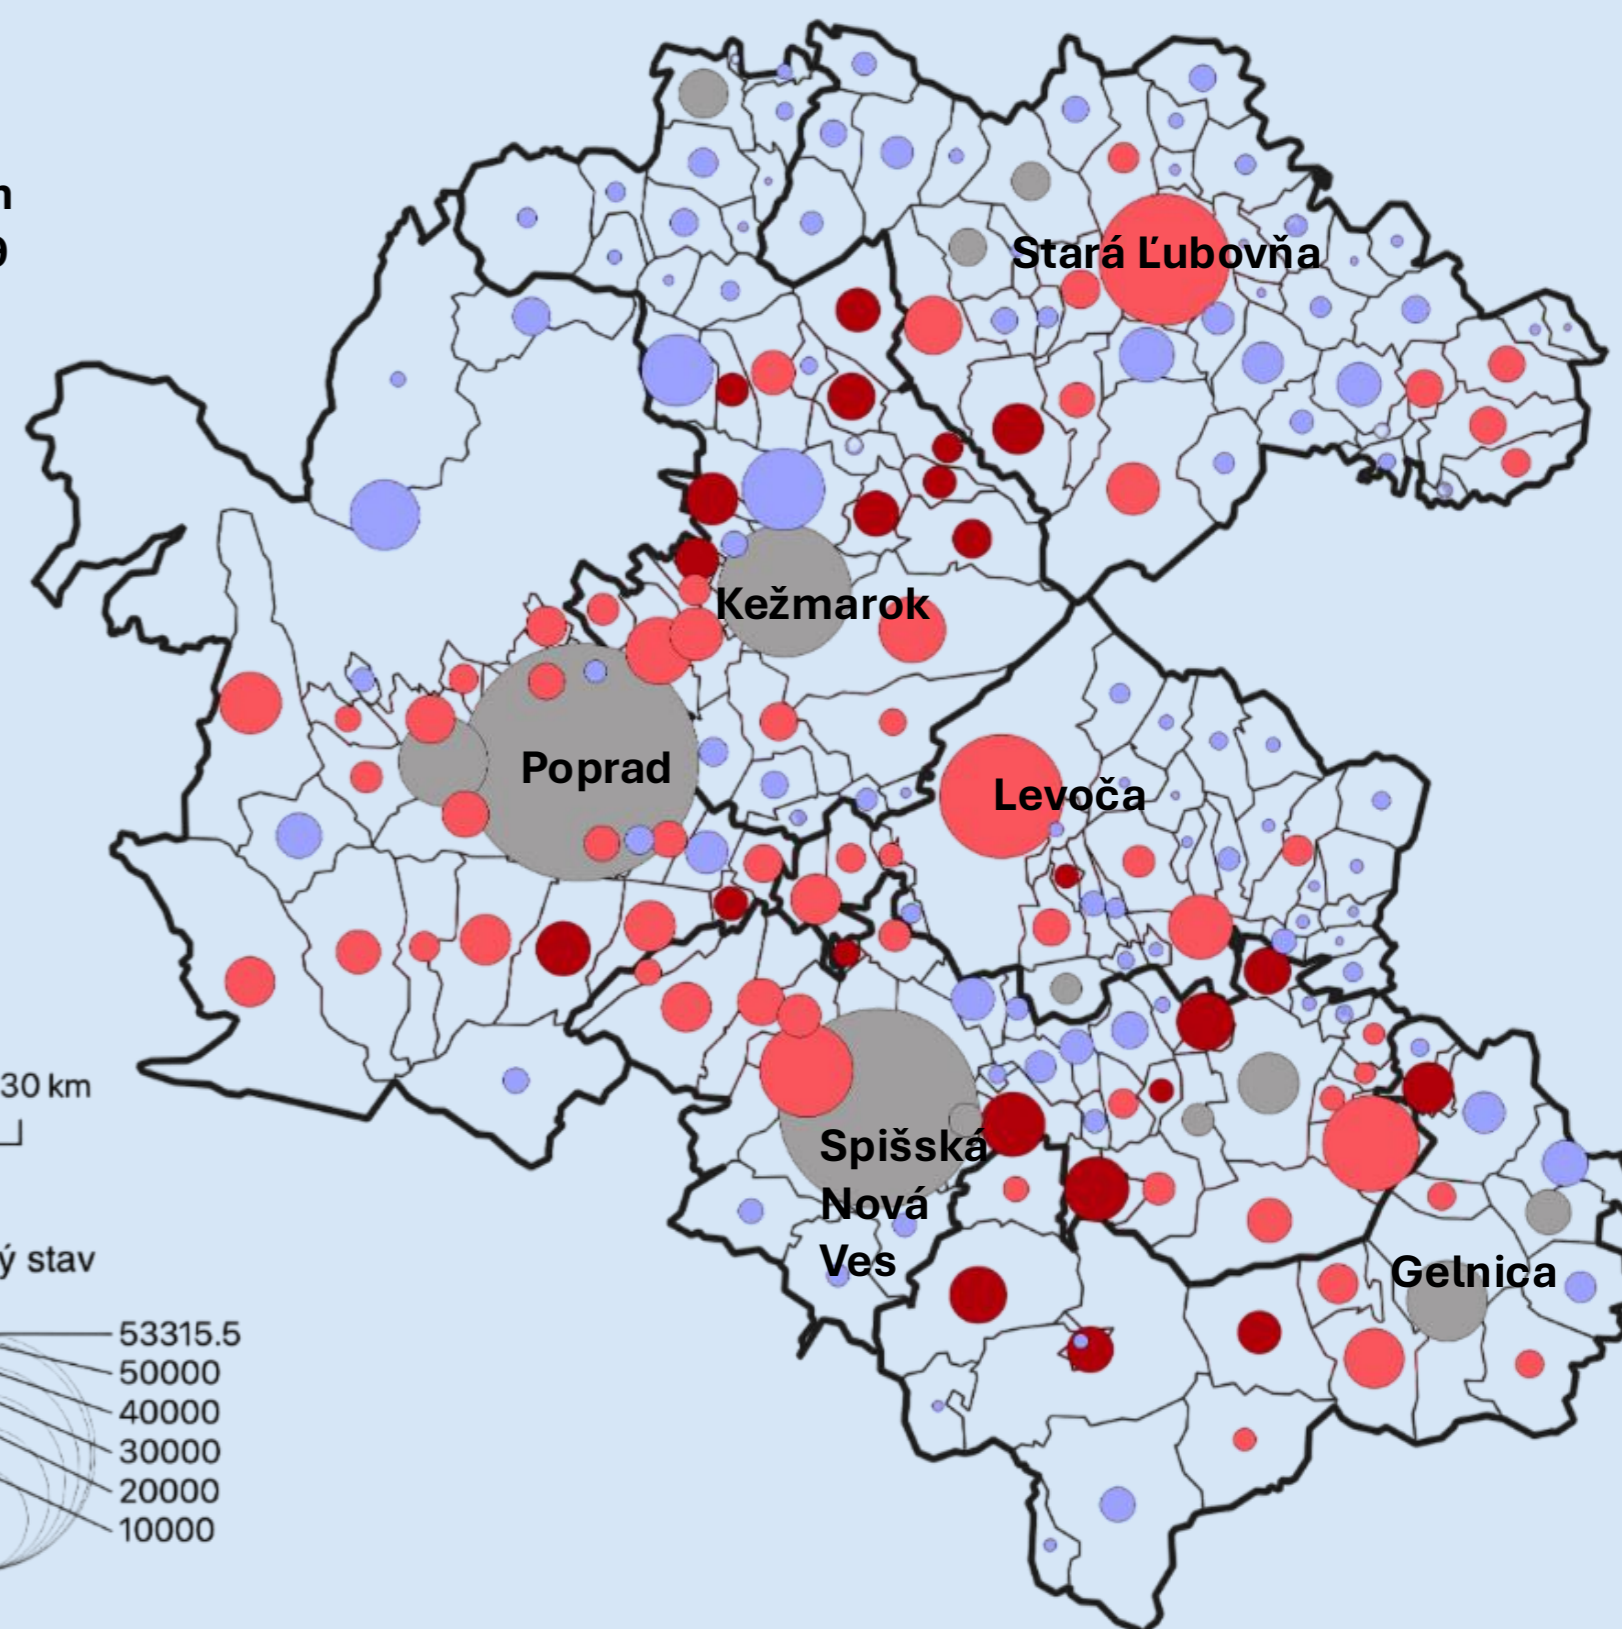 m
9
Stará Ľubovňa
Kežmarok
Poprad
Levoča
30 km
Spišská
Nová
Ves
Gelnica
ý stav
53315.5
50000
40000
30000
20000
10000